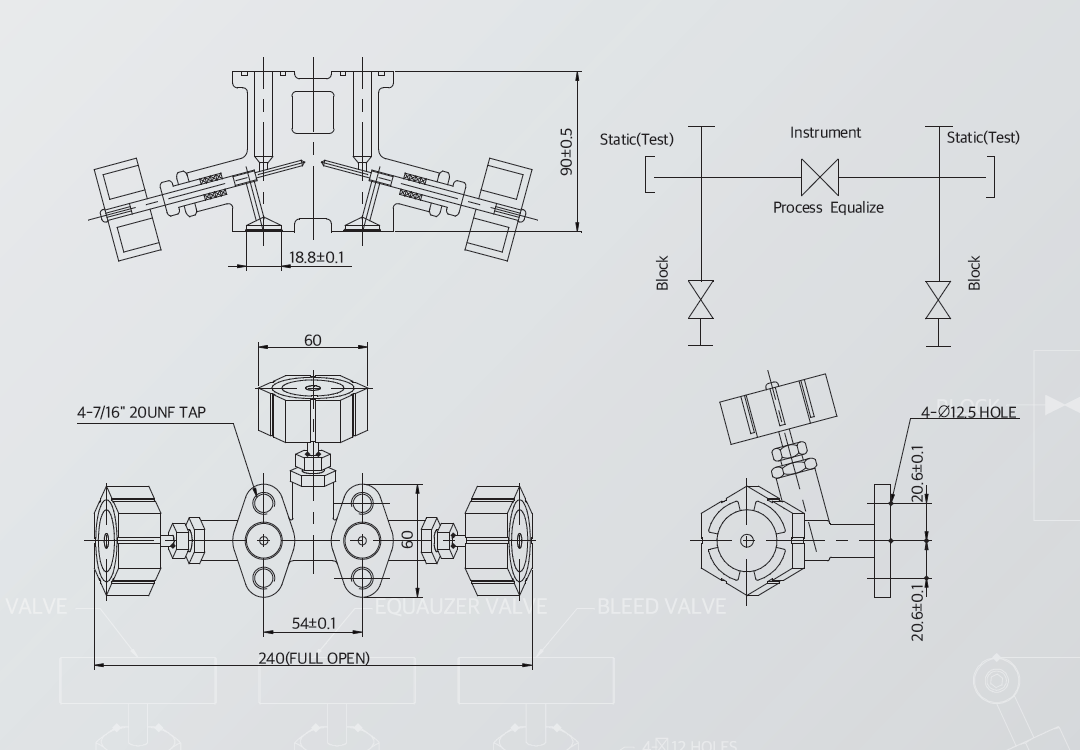 90±0.5
18.8±0.1
Static(Test)
Instrument
Static(Test)
Process Equalize
Block
Block
60
4-7/16" 20UNF TAP
60
54±0.1
240(FULL OPEN)
BLOCK
4-Ø12.5 HOLE
20.6±0.1
20.6±0.1
VALVE
EQUAUZER VALVE
BLEED VALVE
12 HOLES